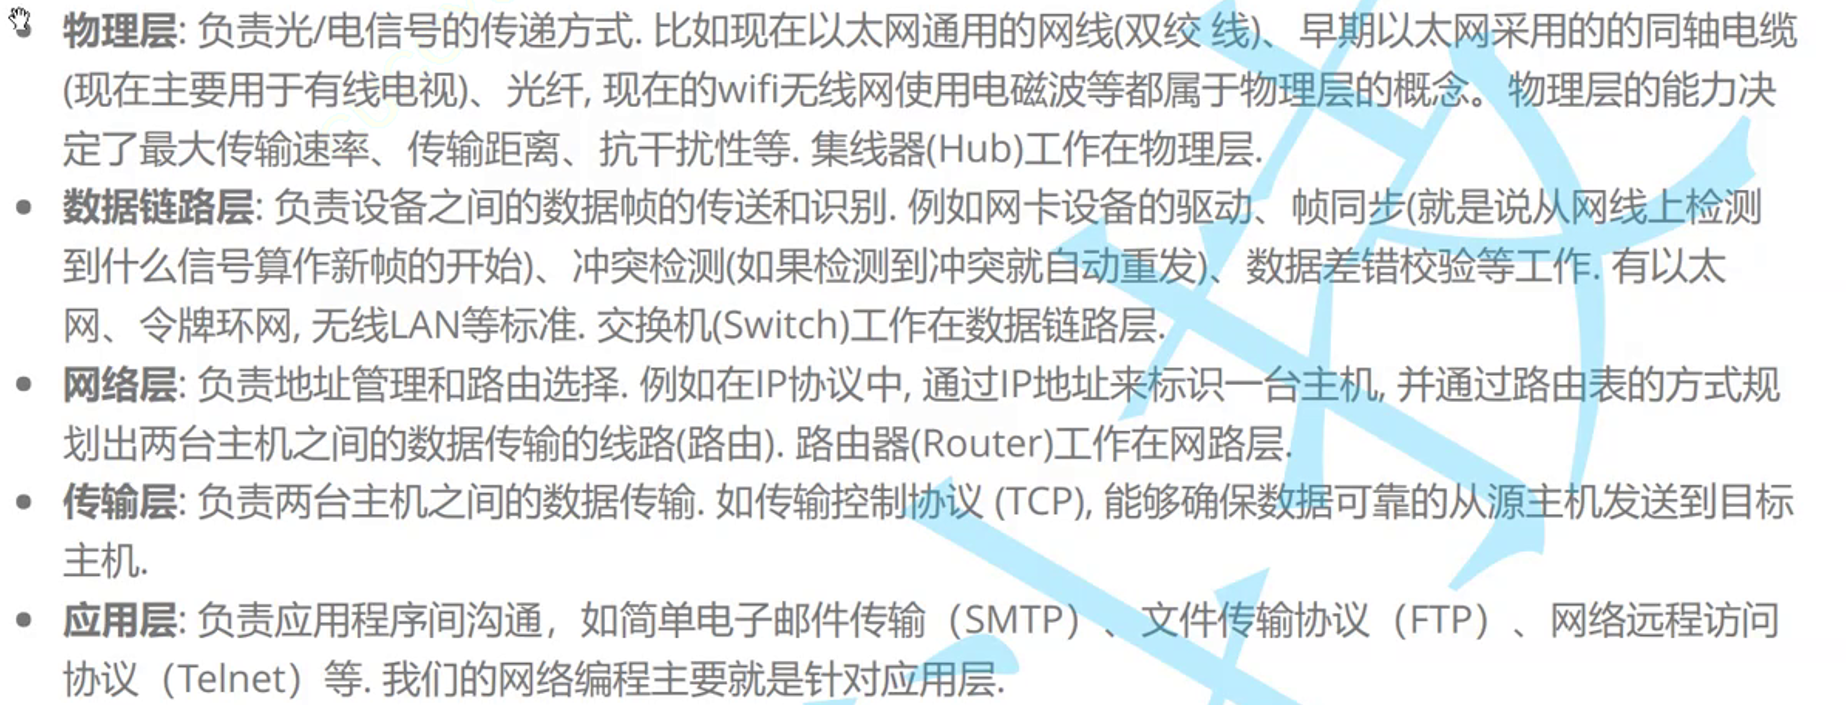 物理层: 负责光/电信号的传递方式. 比如现在以太网通用的网线(双绞 线)、早期以太网采用的的同轴电缆
(现在主要用于有线电视)、光纤, 现在的wifi无线网使用电磁波等都属于物理层的概念。物理层的能力决
定了最大传输速率、传输距离、抗干扰性等. 集线器(Hub)工作在物理层.
数据链路层: 负责设备之间的数据帧的传送和识别. 例如网卡设备的驱动、帧同步(就是说从网线上检测
到什么信号算作新帧的开始)、冲突检测(如果检测到冲突就自动重发)、数据差错校验等工作. 有以太
网、令牌环网, 无线LAN等标准. 交换机(Switch)工作在数据链路层.
网络层: 负责地址管理和路由选择. 例如在IP协议中, 通过IP地址来标识一台主机, 并通过路由表的方式规
划出两台主机之间的数据传输的线路(路由). 路由器(Router)工作在网路层.
传输层: 负责两台主机之间的数据传输. 如传输控制协议 (TCP), 能够确保数据可靠的从源主机发送到目标
主机.
应用层: 负责应用程序间沟通，如简单电子邮件传输（SMTP）、文件传输协议（FTP）、网络远程访问
协议（Telnet）等. 我们的网络编程主要就是针对应用层.